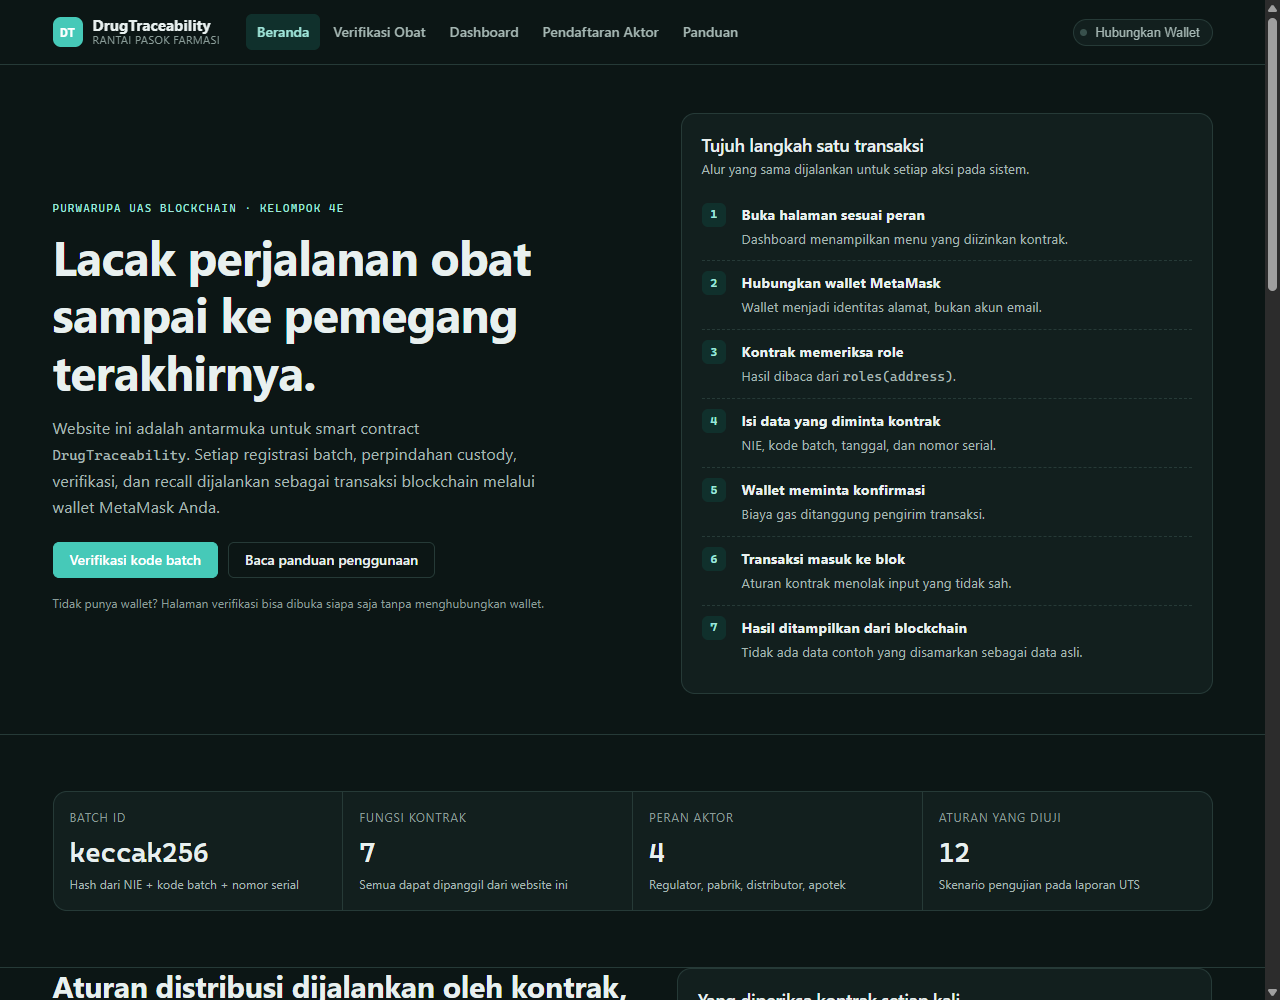 DT
DrugTraceability
RANTAI PASOK FARMASI
Beranda
Verifikasi Obat
Dashboard
Pendaftaran Aktor
Panduan
Hubungkan Wallet
PURWARUPA UAS BLOCKCHAIN · KELOMPOK 4E
Lacak perjalanan obat
sampai ke pemegang
terakhirnya.
Website ini adalah antarmuka untuk smart contract
DrugTraceability. Setiap registrasi batch, perpindahan custody,
verifikasi, dan recall dijalankan sebagai transaksi blockchain melalui
wallet MetaMask Anda.
Verifikasi kode batch
Baca panduan penggunaan
Tidak punya wallet? Halaman verifikasi bisa dibuka siapa saja tanpa menghubungkan wallet.
Tujuh langkah satu transaksi
Alur yang sama dijalankan untuk setiap aksi pada sistem.
1
Buka halaman sesuai peran
Dashboard menampilkan menu yang diizinkan kontrak.
2
Hubungkan wallet MetaMask
Wallet menjadi identitas alamat, bukan akun email.
3
Kontrak memeriksa role
Hasil dibaca dari roles(address).
4
Isi data yang diminta kontrak
NIE, kode batch, tanggal, dan nomor serial.
5
Wallet meminta konfirmasi
Biaya gas ditanggung pengirim transaksi.
6
Transaksi masuk ke blok
Aturan kontrak menolak input yang tidak sah.
7
Hasil ditampilkan dari blockchain
Tidak ada data contoh yang disamarkan sebagai data asli.
BATCH ID
keccak256
Hash dari NIE + kode batch + nomor serial
FUNGSI KONTRAK
7
Semua dapat dipanggil dari website ini
PERAN AKTOR
4
Regulator, pabrik, distributor, apotek
ATURAN YANG DIUJI
12
Skenario pengujian pada laporan UTS
Aturan distribusi dijalankan oleh kontrak,
Yang diperiksa kontrak setiap kali